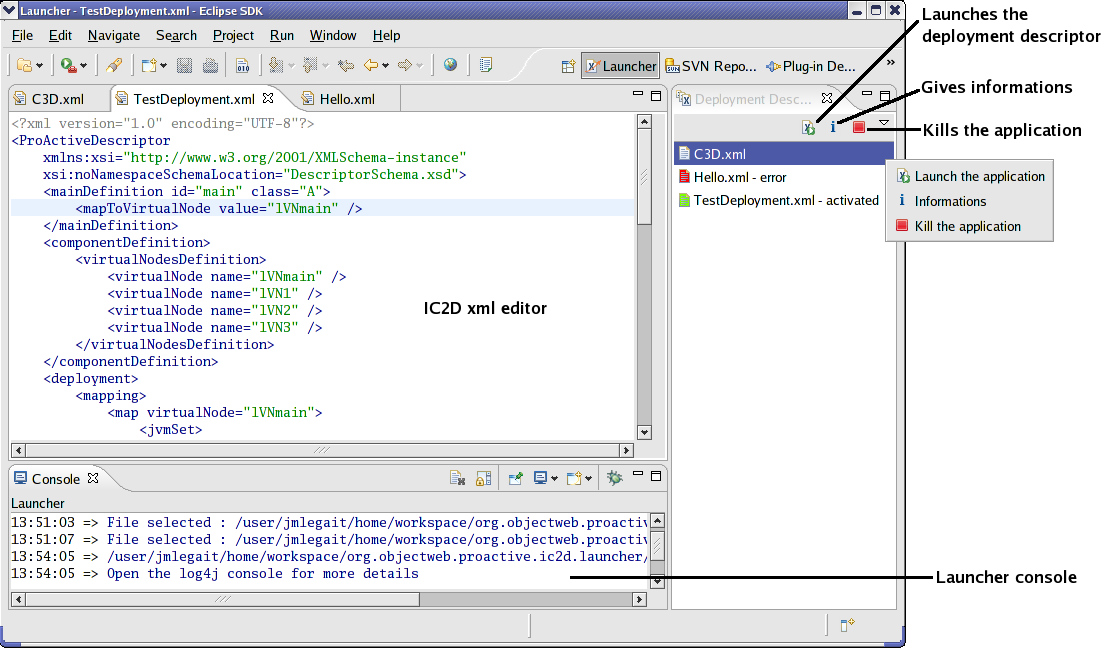 Launcher - TestDeployment.xml - Eclipse SDK
File Edit Navigate Search Project Run Window Help
Launcher SVN Repo... Plug-in De... »
C3D.xml TestDeployment.xml Hello.xml
<?xml version="1.0" encoding="UTF-8"?>
<ProActiveDescriptor
xmlns:xsi="http://www.w3.org/2001/XMLSchema-instance"
xsi:noNamespaceSchemaLocation="DescriptorSchema.xsd">
<mainDefinition id="main" class="A">
<mapToVirtualNode value="lVNmain" />
</mainDefinition>
<componentDefinition>
<virtualNodesDefinition>
<virtualNode name="lVNmain" />
<virtualNode name="lVN1" />
<virtualNode name="lVN2" />
<virtualNode name="lVN3" />
</virtualNodesDefinition>
</componentDefinition>
<deployment>
<mapping>
<map virtualNode="lVNmain">
<jvmSet>
IC2D xml editor
Deployment Desc...
C3D.xml
Hello.xml - error
TestDeployment.xml - activated
Launch the application
Informations
Kill the application
Launches the
deployment descriptor
Gives informations
Kills the application
Console
Launcher
13:51:03 => File selected : /user/jmlegait/home/workspace/org.objectweb.proactiv
13:51:07 => File selected : /user/jmlegait/home/workspace/org.objectweb.proactiv
13:54:05 => /user/jmlegait/home/workspace/org.objectweb.proactive.ic2d.launcher/
13:54:05 => Open the log4j console for more details
Launcher console